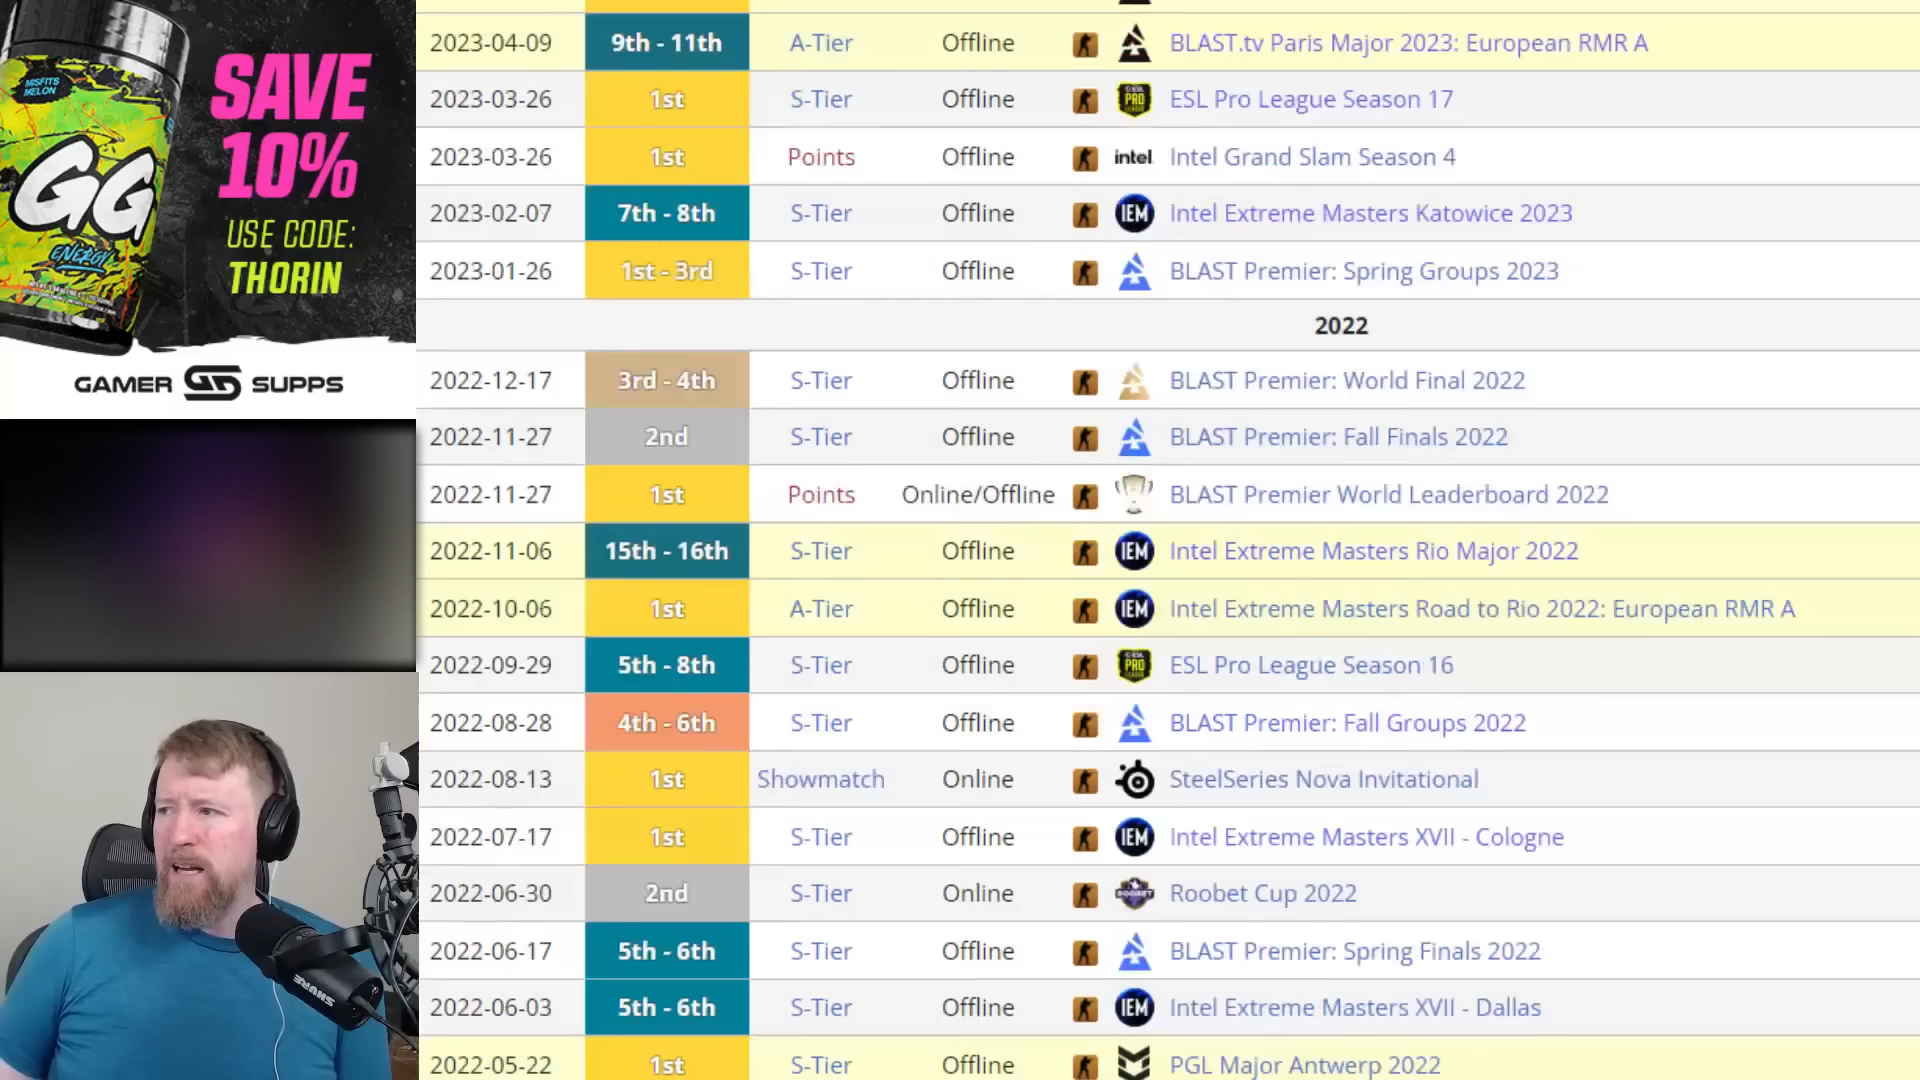 MISFITS
MELON
GG
ENERGY
SAVE
10%
USE CODE:
THORIN
GAMER SUPPS
SHURE
2023-04-09 9th - 11th A-Tier Offline BLAST.tv Paris Major 2023: European RMR A
2023-03-26 1st S-Tier Offline PRO ESL Pro League Season 17
2023-03-26 1st Points Offline intel Intel Grand Slam Season 4
2023-02-07 7th - 8th S-Tier Offline IEM Intel Extreme Masters Katowice 2023
2023-01-26 1st - 3rd S-Tier Offline BLAST Premier: Spring Groups 2023
2022
2022-12-17 3rd - 4th S-Tier Offline BLAST Premier: World Final 2022
2022-11-27 2nd S-Tier Offline BLAST Premier: Fall Finals 2022
2022-11-27 1st Points Online/Offline BLAST Premier World Leaderboard 2022
2022-11-06 15th - 16th S-Tier Offline IEM Intel Extreme Masters Rio Major 2022
2022-10-06 1st A-Tier Offline IEM Intel Extreme Masters Road to Rio 2022: European RMR A
2022-09-29 5th - 8th S-Tier Offline PRO ESL Pro League Season 16
2022-08-28 4th - 6th S-Tier Offline BLAST Premier: Fall Groups 2022
2022-08-13 1st Showmatch Online SteelSeries Nova Invitational
2022-07-17 1st S-Tier Offline IEM Intel Extreme Masters XVII - Cologne
2022-06-30 2nd S-Tier Online ROOBET Roobet Cup 2022
2022-06-17 5th - 6th S-Tier Offline BLAST Premier: Spring Finals 2022
2022-06-03 5th - 6th S-Tier Offline IEM Intel Extreme Masters XVII - Dallas
2022-05-22 1st S-Tier Offline PGL Major Antwerp 2022